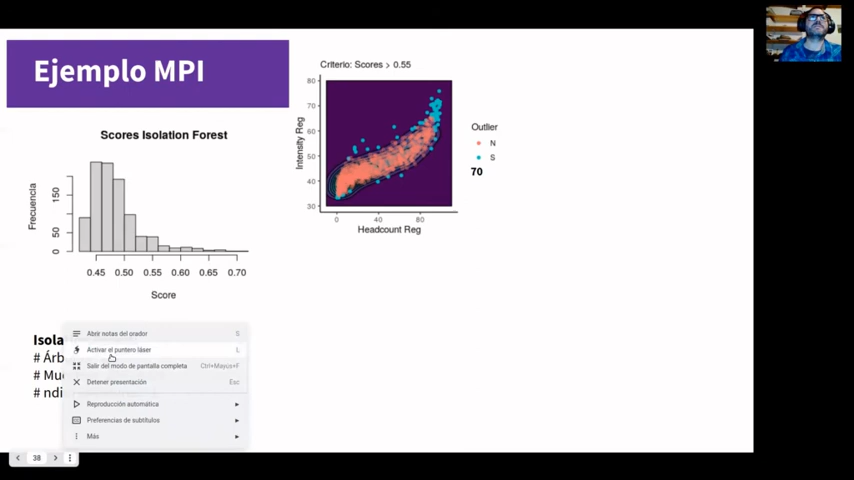 Ejemplo MPI
Scores Isolation Forest
Frecuencia
150
50
0
0.45 0.50 0.55 0.60 0.65 0.70
Score
Criterio: Scores > 0.55
Intensity Reg
80
70
60
50
40
30
0 40 80
Headcount Reg
Outlier
N
S
70
Isola
# Árb
# Mue
# ndi
Abrir notas del orador S
Activar el puntero láser L
Salir del modo de pantalla completa Ctrl+Mayus+F
Detener presentación Esc
Reproducción automática
Preferencias de subtítulos
Más
38